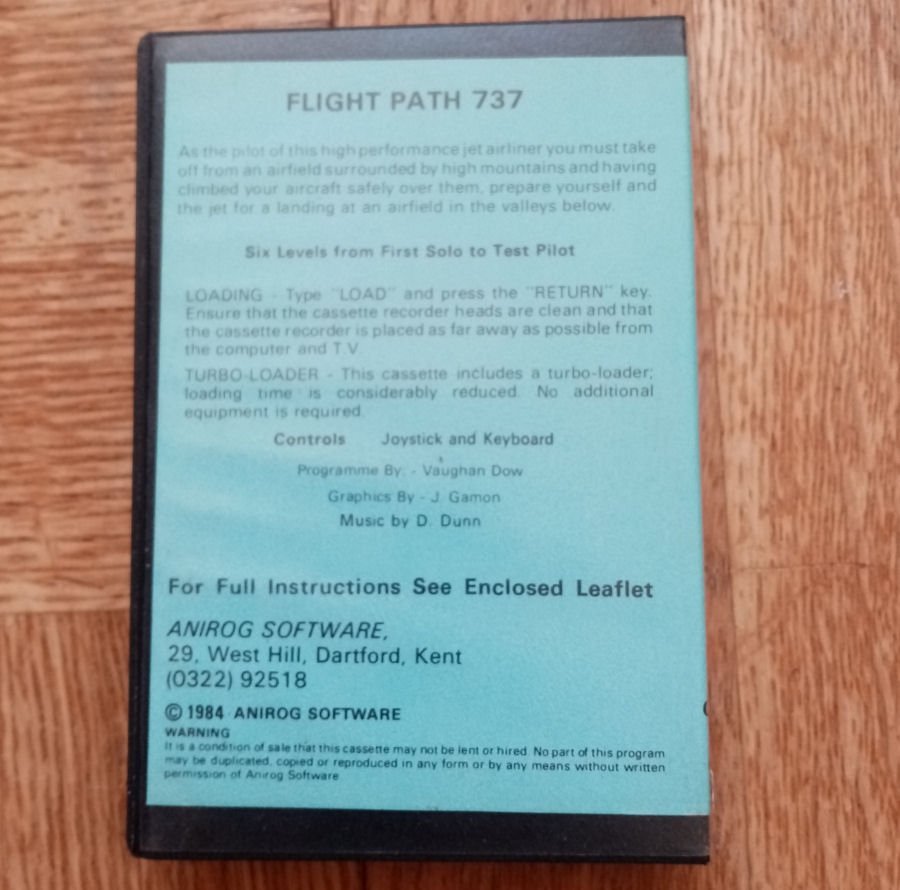 FLIGHT PATH 737
As the pilot of this high performance jet airliner you must take
off from an airfield surrounded by high mountains and having
climbed your aircraft safely over them, prepare yourself and
the jet for a landing at an airfield in the valleys below.
Six Levels from First Solo to Test Pilot
LOADING - Type "LOAD" and press the "RETURN" key.
Ensure that the cassette recorder heads are clean and that
the cassette recorder is placed as far away as possible from
the computer and T.V.
TURBO-LOADER - This cassette includes a turbo-loader;
loading time is considerably reduced. No additional
equipment is required.
Controls Joystick and Keyboard
Programme By: - Vaughan Dow
Graphics By - J. Gamon
Music by D. Dunn
For Full Instructions See Enclosed Leaflet
ANIROG SOFTWARE,
29, West Hill, Dartford, Kent
(0322) 92518
© 1984 ANIROG SOFTWARE
WARNING
It is a condition of sale that this cassette may not be lent or hired. No part of this program
may be duplicated, copied or reproduced in any form or by any means without written
permission of Anirog Software